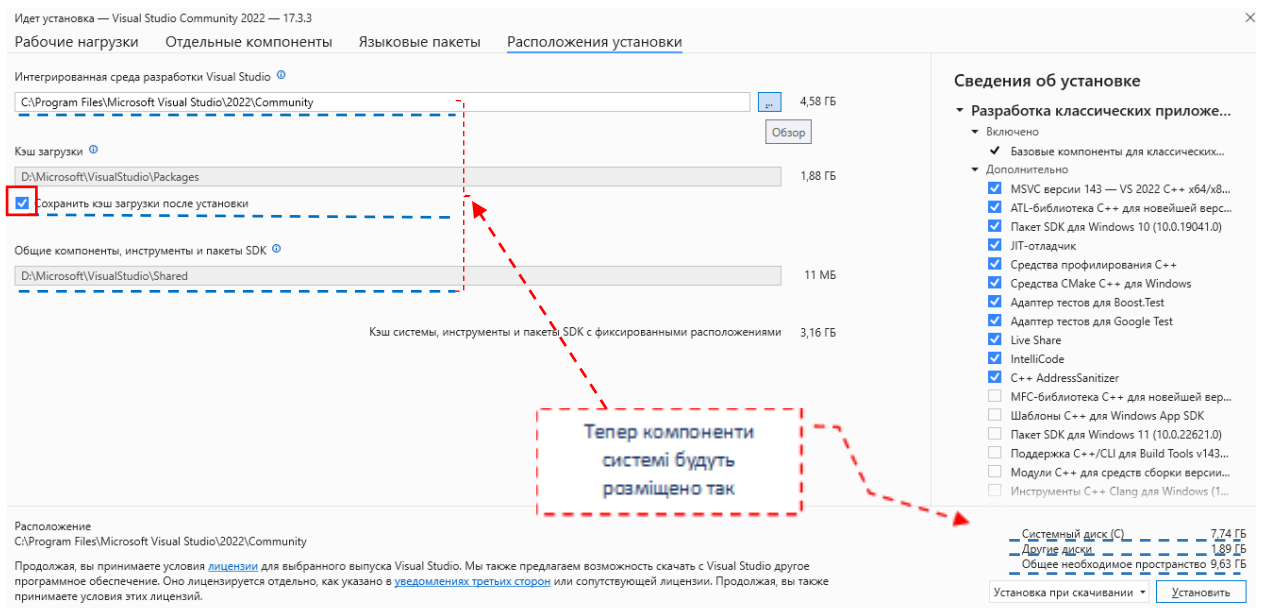 Идет установка — Visual Studio Community 2022 — 17.3.3
Рабочие нагрузки Отдельные компоненты Языковые пакеты Расположения установки
Интегрированная среда разработки Visual Studio
C:\Program Files\Microsoft Visual Studio\2022\Community ... 4,58 ГБ
Обзор
Кэш загрузки
D:\Microsoft\VisualStudio\Packages 1,88 ГБ
Сохранить кэш загрузки после установки
Общие компоненты, инструменты и пакеты SDK
D:\Microsoft\VisualStudio\Shared 11 МБ
Кэш системы, инструменты и пакеты SDK с фиксированными расположениями 3,16 ГБ
Тепер компоненти
системі будуть
розміщено так
Сведения об установке
Разработка классических приложе...
Включено
Базовые компоненты для классических...
Дополнительно
MSVC версии 143 — VS 2022 C++ x64/x8...
ATL-библиотека C++ для новейшей верс...
Пакет SDK для Windows 10 (10.0.19041.0)
JIT-отладчик
Средства профилирования C++
Средства CMake C++ для Windows
Адаптер тестов для Boost.Test
Адаптер тестов для Google Test
Live Share
IntelliCode
C++ AddressSanitizer
MFC-библиотека C++ для новейшей вер...
Шаблоны C++ для Windows App SDK
Пакет SDK для Windows 11 (10.0.22621.0)
Поддержка C++/CLI для Build Tools v143...
Модули C++ для средств сборки версии...
Инструменты C++ Clang для Windows (1...
Расположение
C:\Program Files\Microsoft Visual Studio\2022\Community
Продолжая, вы принимаете условия лицензии для выбранного выпуска Visual Studio. Мы также предлагаем возможность скачать с Visual Studio другое
программное обеспечение. Оно лицензируется отдельно, как указано в уведомлениях третьих сторон или сопутствующей лицензии. Продолжая, вы также
принимаете условия этих лицензий.
Системный диск (C) 7,74 ГБ
Другие диски 1,89 ГБ
Общее необходимое пространство 9,63 ГБ
Установка при скачивании Установить